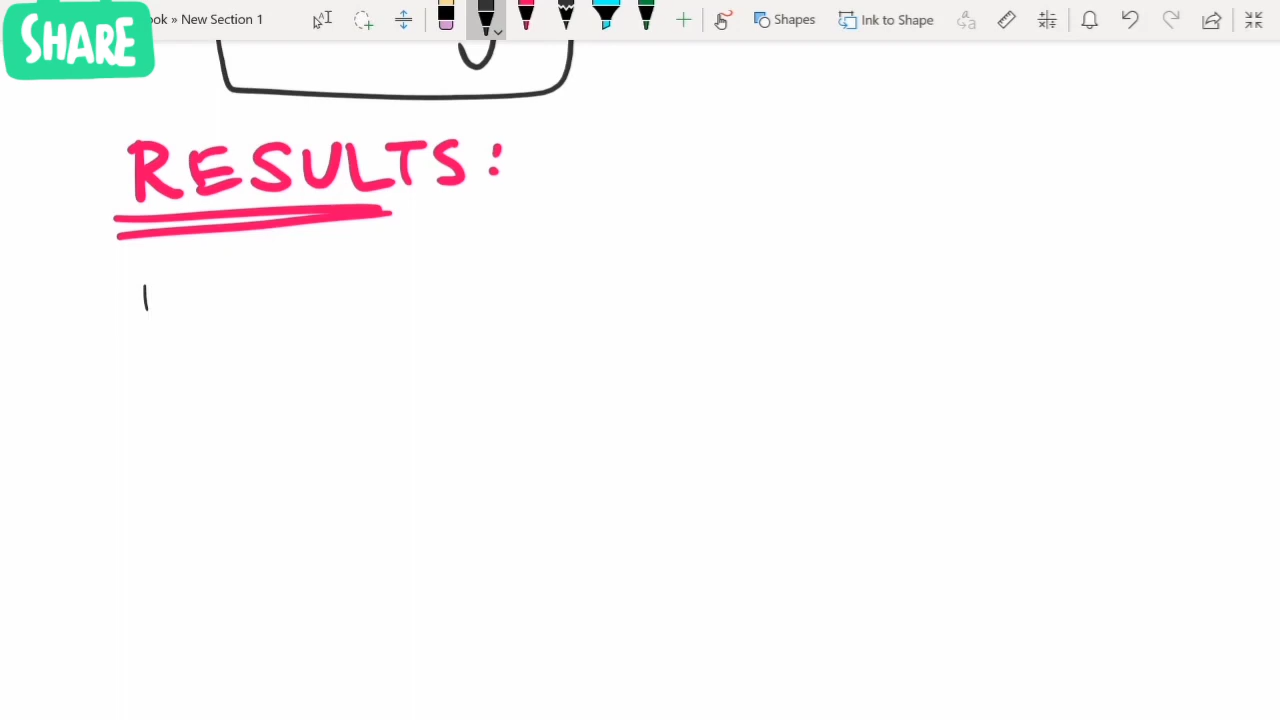 SHARE
ook » New Section 1
Shapes
Ink to Shape
RESULTS: